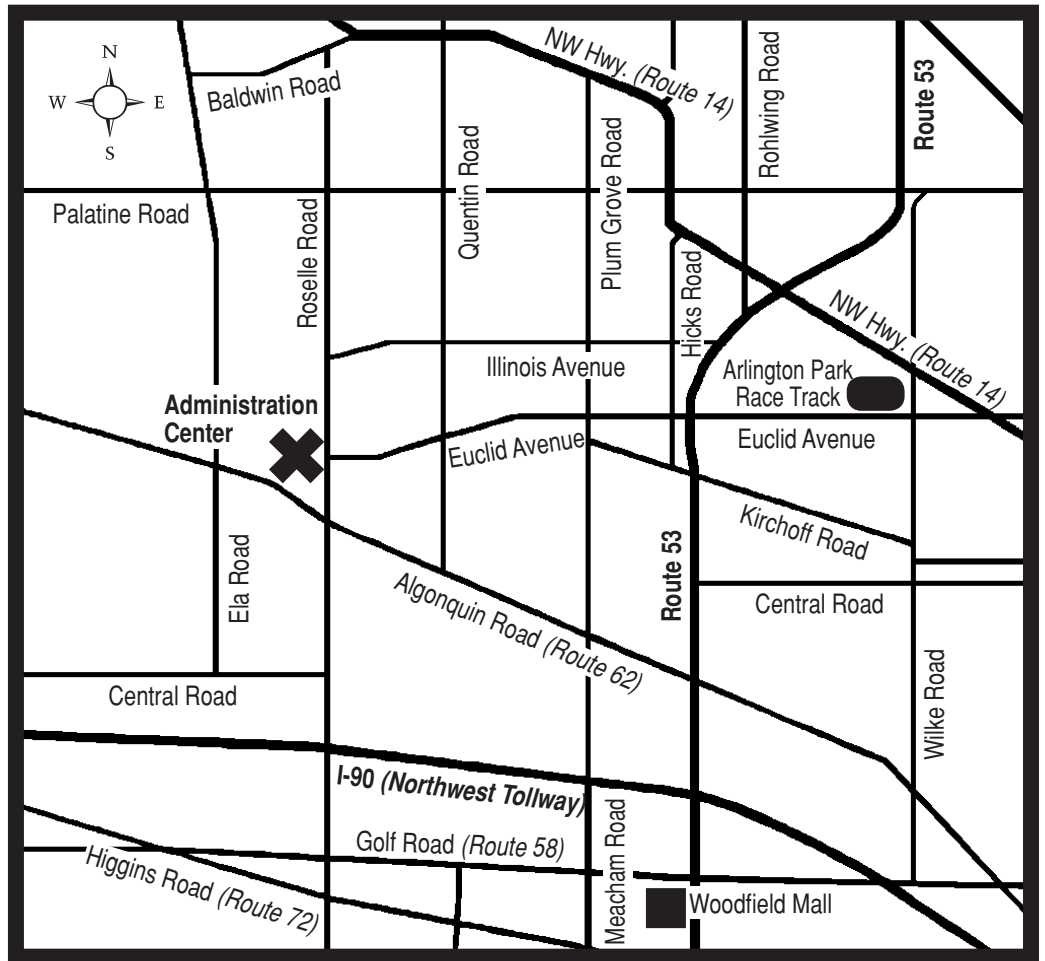 N
W E
S
Baldwin Road
NW Hwy. (Route 14)
Rohlwing Road
Route 53
Palatine Road
Roselle Road
Quentin Road
Plum Grove Road
Hicks Road
NW Hwy. (Route 14)
Illinois Avenue
Arlington Park
Race Track
Administration
Center
Euclid Avenue
Euclid Avenue
Kirchoff Road
Ela Road
Route 53
Algonquin Road (Route 62)
Central Road
Central Road
Wilke Road
I-90 (Northwest Tollway)
Golf Road (Route 58)
Meacham Road
Higgins Road (Route 72)
Woodfield Mall